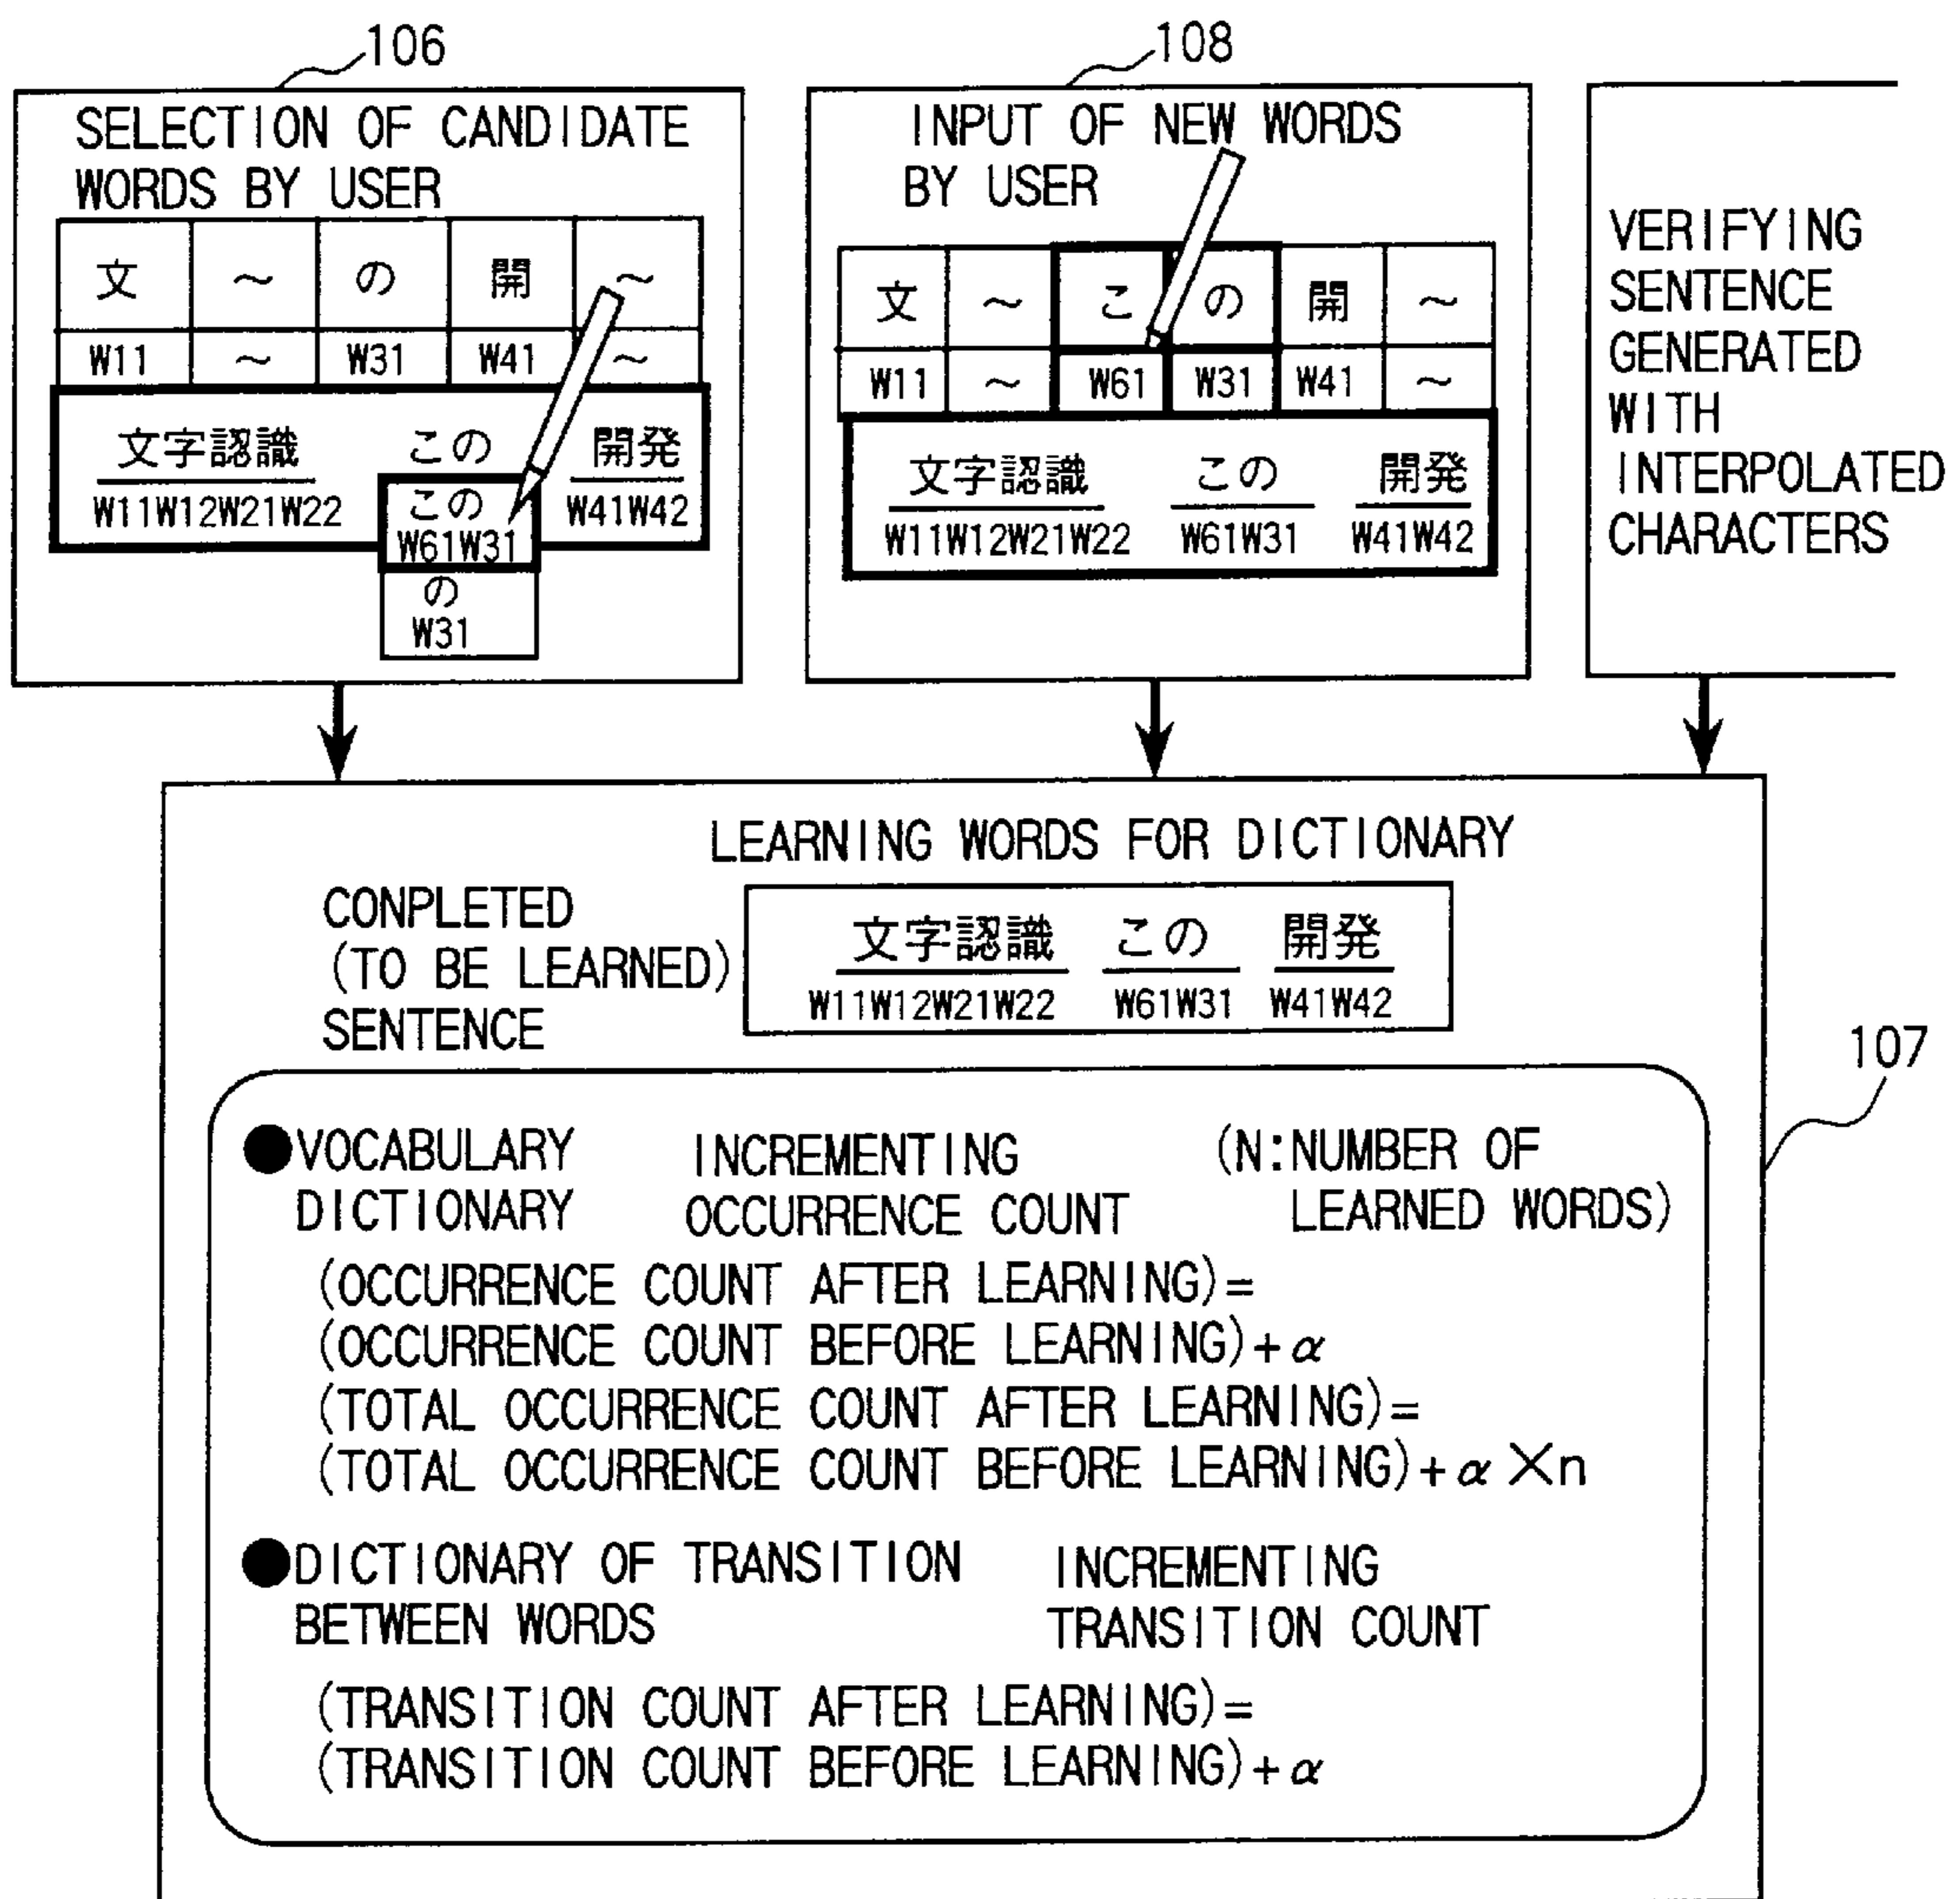 106
SELECTION OF CANDIDATE
WORDS BY USER
文 ～ の 開 ～
W11 ～ W31 W41 ～
文字認識 この 開発
W11W12W21W22 W41W42
この
W61W31
の
W31
108
INPUT OF NEW WORDS
BY USER
文 ～ こ の 開 ～
W11 ～ W61 W31 W41 ～
文字認識 この 開発
W11W12W21W22 W61W31 W41W42
VERIFYING
SENTENCE
GENERATED
WITH
INTERPOLATED
CHARACTERS
LEARNING WORDS FOR DICTIONARY
CONPLETED
(TO BE LEARNED)
SENTENCE
文字認識 この 開発
W11W12W21W22 W61W31 W41W42
107
●VOCABULARY INCREMENTING (N:NUMBER OF
DICTIONARY OCCURRENCE COUNT LEARNED WORDS)
(OCCURRENCE COUNT AFTER LEARNING)=
(OCCURRENCE COUNT BEFORE LEARNING)+α
(TOTAL OCCURRENCE COUNT AFTER LEARNING)=
(TOTAL OCCURRENCE COUNT BEFORE LEARNING)+α×n
●DICTIONARY OF TRANSITION INCREMENTING
BETWEEN WORDS TRANSITION COUNT
(TRANSITION COUNT AFTER LEARNING)=
(TRANSITION COUNT BEFORE LEARNING)+α